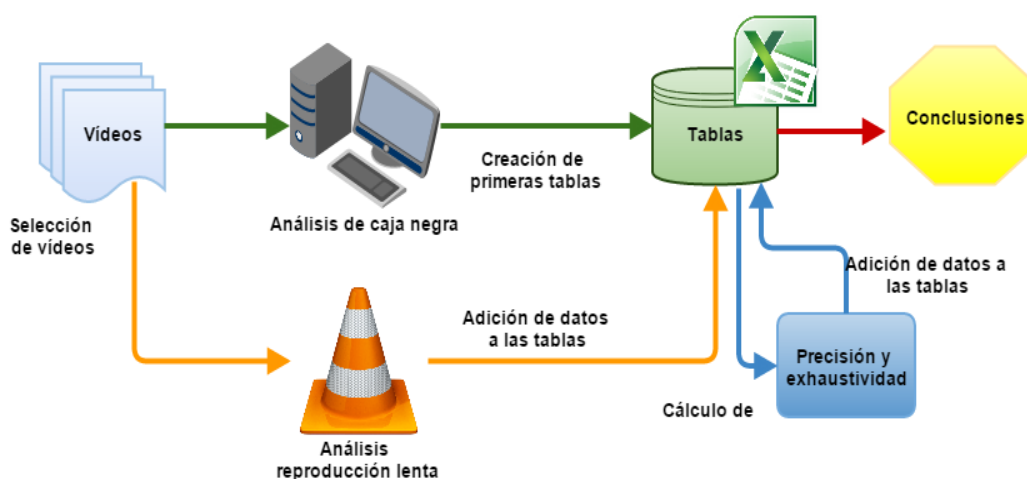 Vídeos
Selección
de vídeos
Análisis de caja negra
Creación de
primeras tablas
Tablas
Conclusiones
Análisis
reproducción lenta
Adición de datos
a las tablas
Cálculo de
Precisión y
exhaustividad
Adición de datos a
las tablas